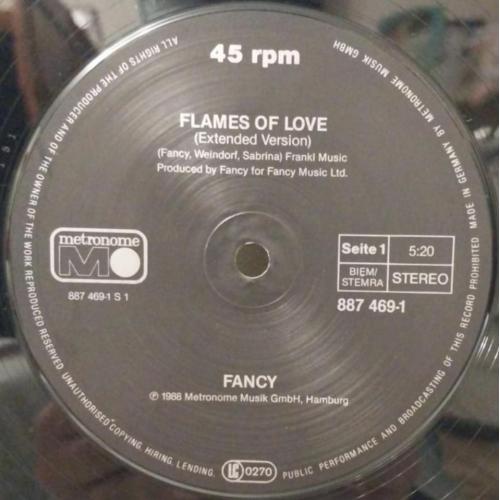 45 rpm
FLAMES OF LOVE
(Extended Version)
(Fancy, Weindorf, Sabrina) Frankl Music
Produced by Fancy for Fancy Music Ltd.
metronome
M
887 469-1 S 1
Seite 1
5:20
BIEM/
STEMRA
STEREO
887 469-1
FANCY
℗ 1988 Metronome Musik GmbH, Hamburg
ALL RIGHTS OF THE PRODUCER AND OF THE OWNER OF THE WORK REPRODUCED RESERVED UNAUTHORISED COPYING, HIRING, LENDING, PUBLIC PERFORMANCE AND BROADCASTING OF THIS RECORD PROHIBITED MADE IN GERMANY BY METRONOME MUSIK GMBH
LC 0270